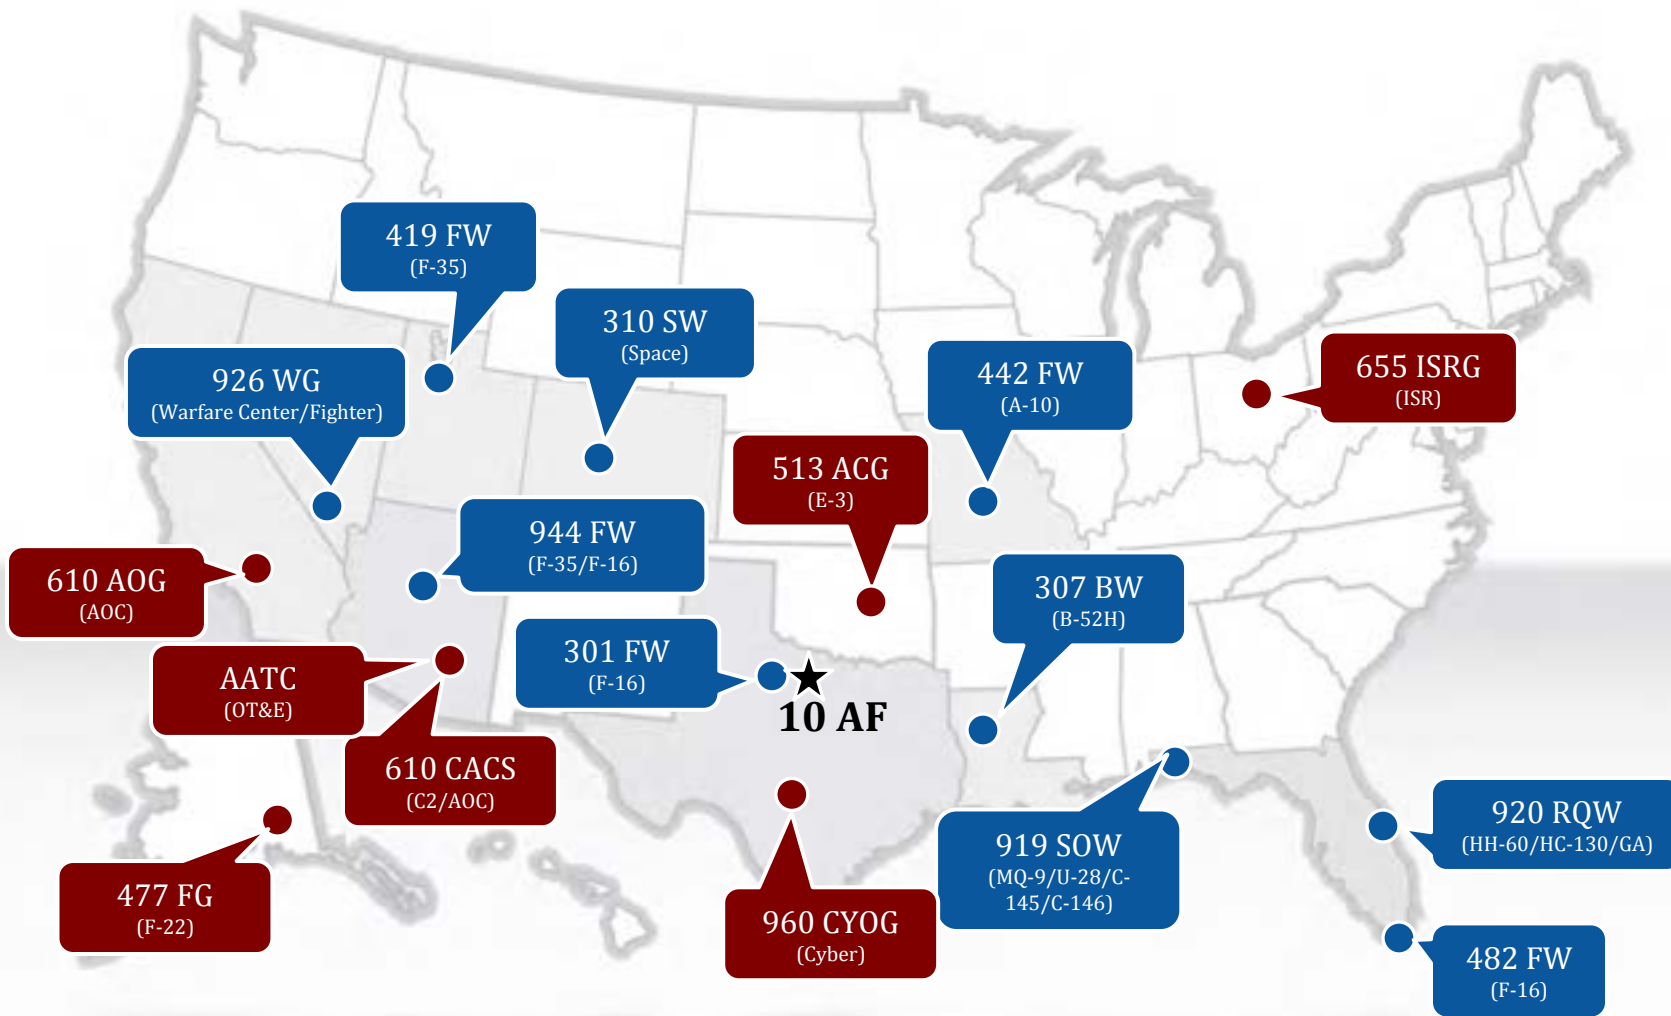 419 FW
(F-35)
310 SW
(Space)
926 WG
(Warfare Center/Fighter)
442 FW
(A-10)
655 ISRG
(ISR)
513 ACG
(E-3)
944 FW
(F-35/F-16)
610 AOG
(AOC)
307 BW
(B-52H)
301 FW
(F-16)
AATC
(OT&E)
10 AF
610 CACS
(C2/AOC)
920 RQW
(HH-60/HC-130/GA)
919 SOW
(MQ-9/U-28/C-
145/C-146)
477 FG
(F-22)
960 CYOG
(Cyber)
482 FW
(F-16)